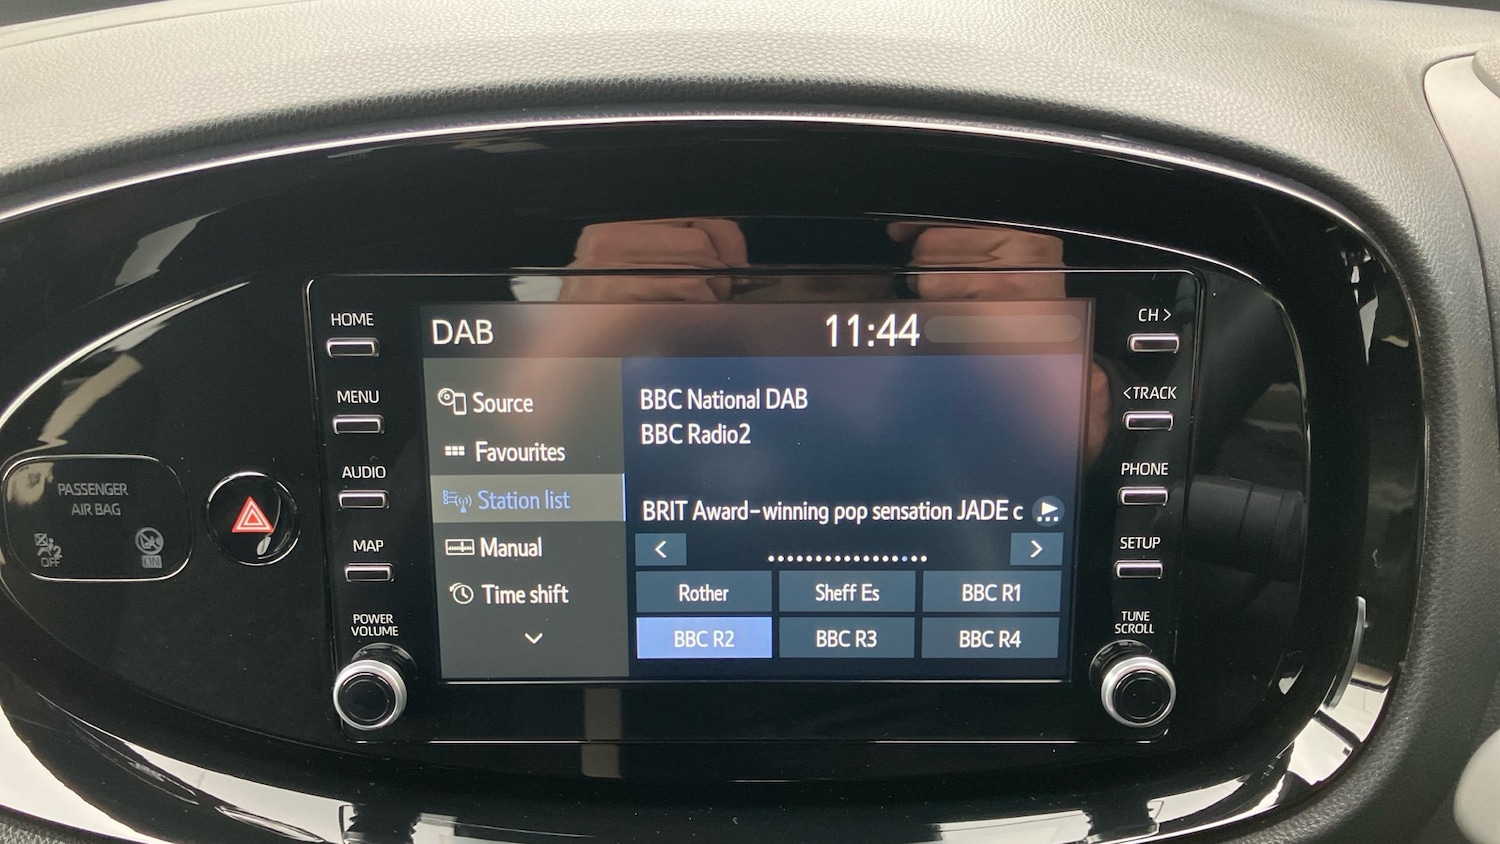 HOME
MENU
AUDIO
MAP
POWER
VOLUME
PASSENGER
AIR BAG
OFF
ON
DAB
11:44
Source
Favourites
Station list
Manual
Time shift
BBC National DAB
BBC Radio2
BRIT Award-winning pop sensation JADE c
Rother
Sheff Es
BBC R1
BBC R2
BBC R3
BBC R4
CH >
<TRACK
PHONE
SETUP
TUNE
SCROLL